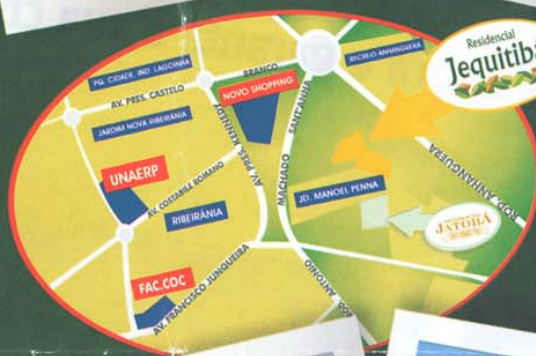 Residencial
Jequitibá
PQ. CIDADE. IND. LAGOINHA
AV. PRES. CASTELO BRANCO
RECREIO ANHANGUERA
NOVO SHOPPING
JARDIM NOVA RIBEIRÂNIA
AV. PRES. KENNEDY
MACHADO SANT'ANNA
ROD. ANHANGUERA
UNAERP
AV. COSTABILE ROMANO
JD. MANOEL PENNA
RIBEIRÂNIA
JATOBÁ
FAC.COC
AV. FRANCISCO JUNQUEIRA
ROD. ANTONIO